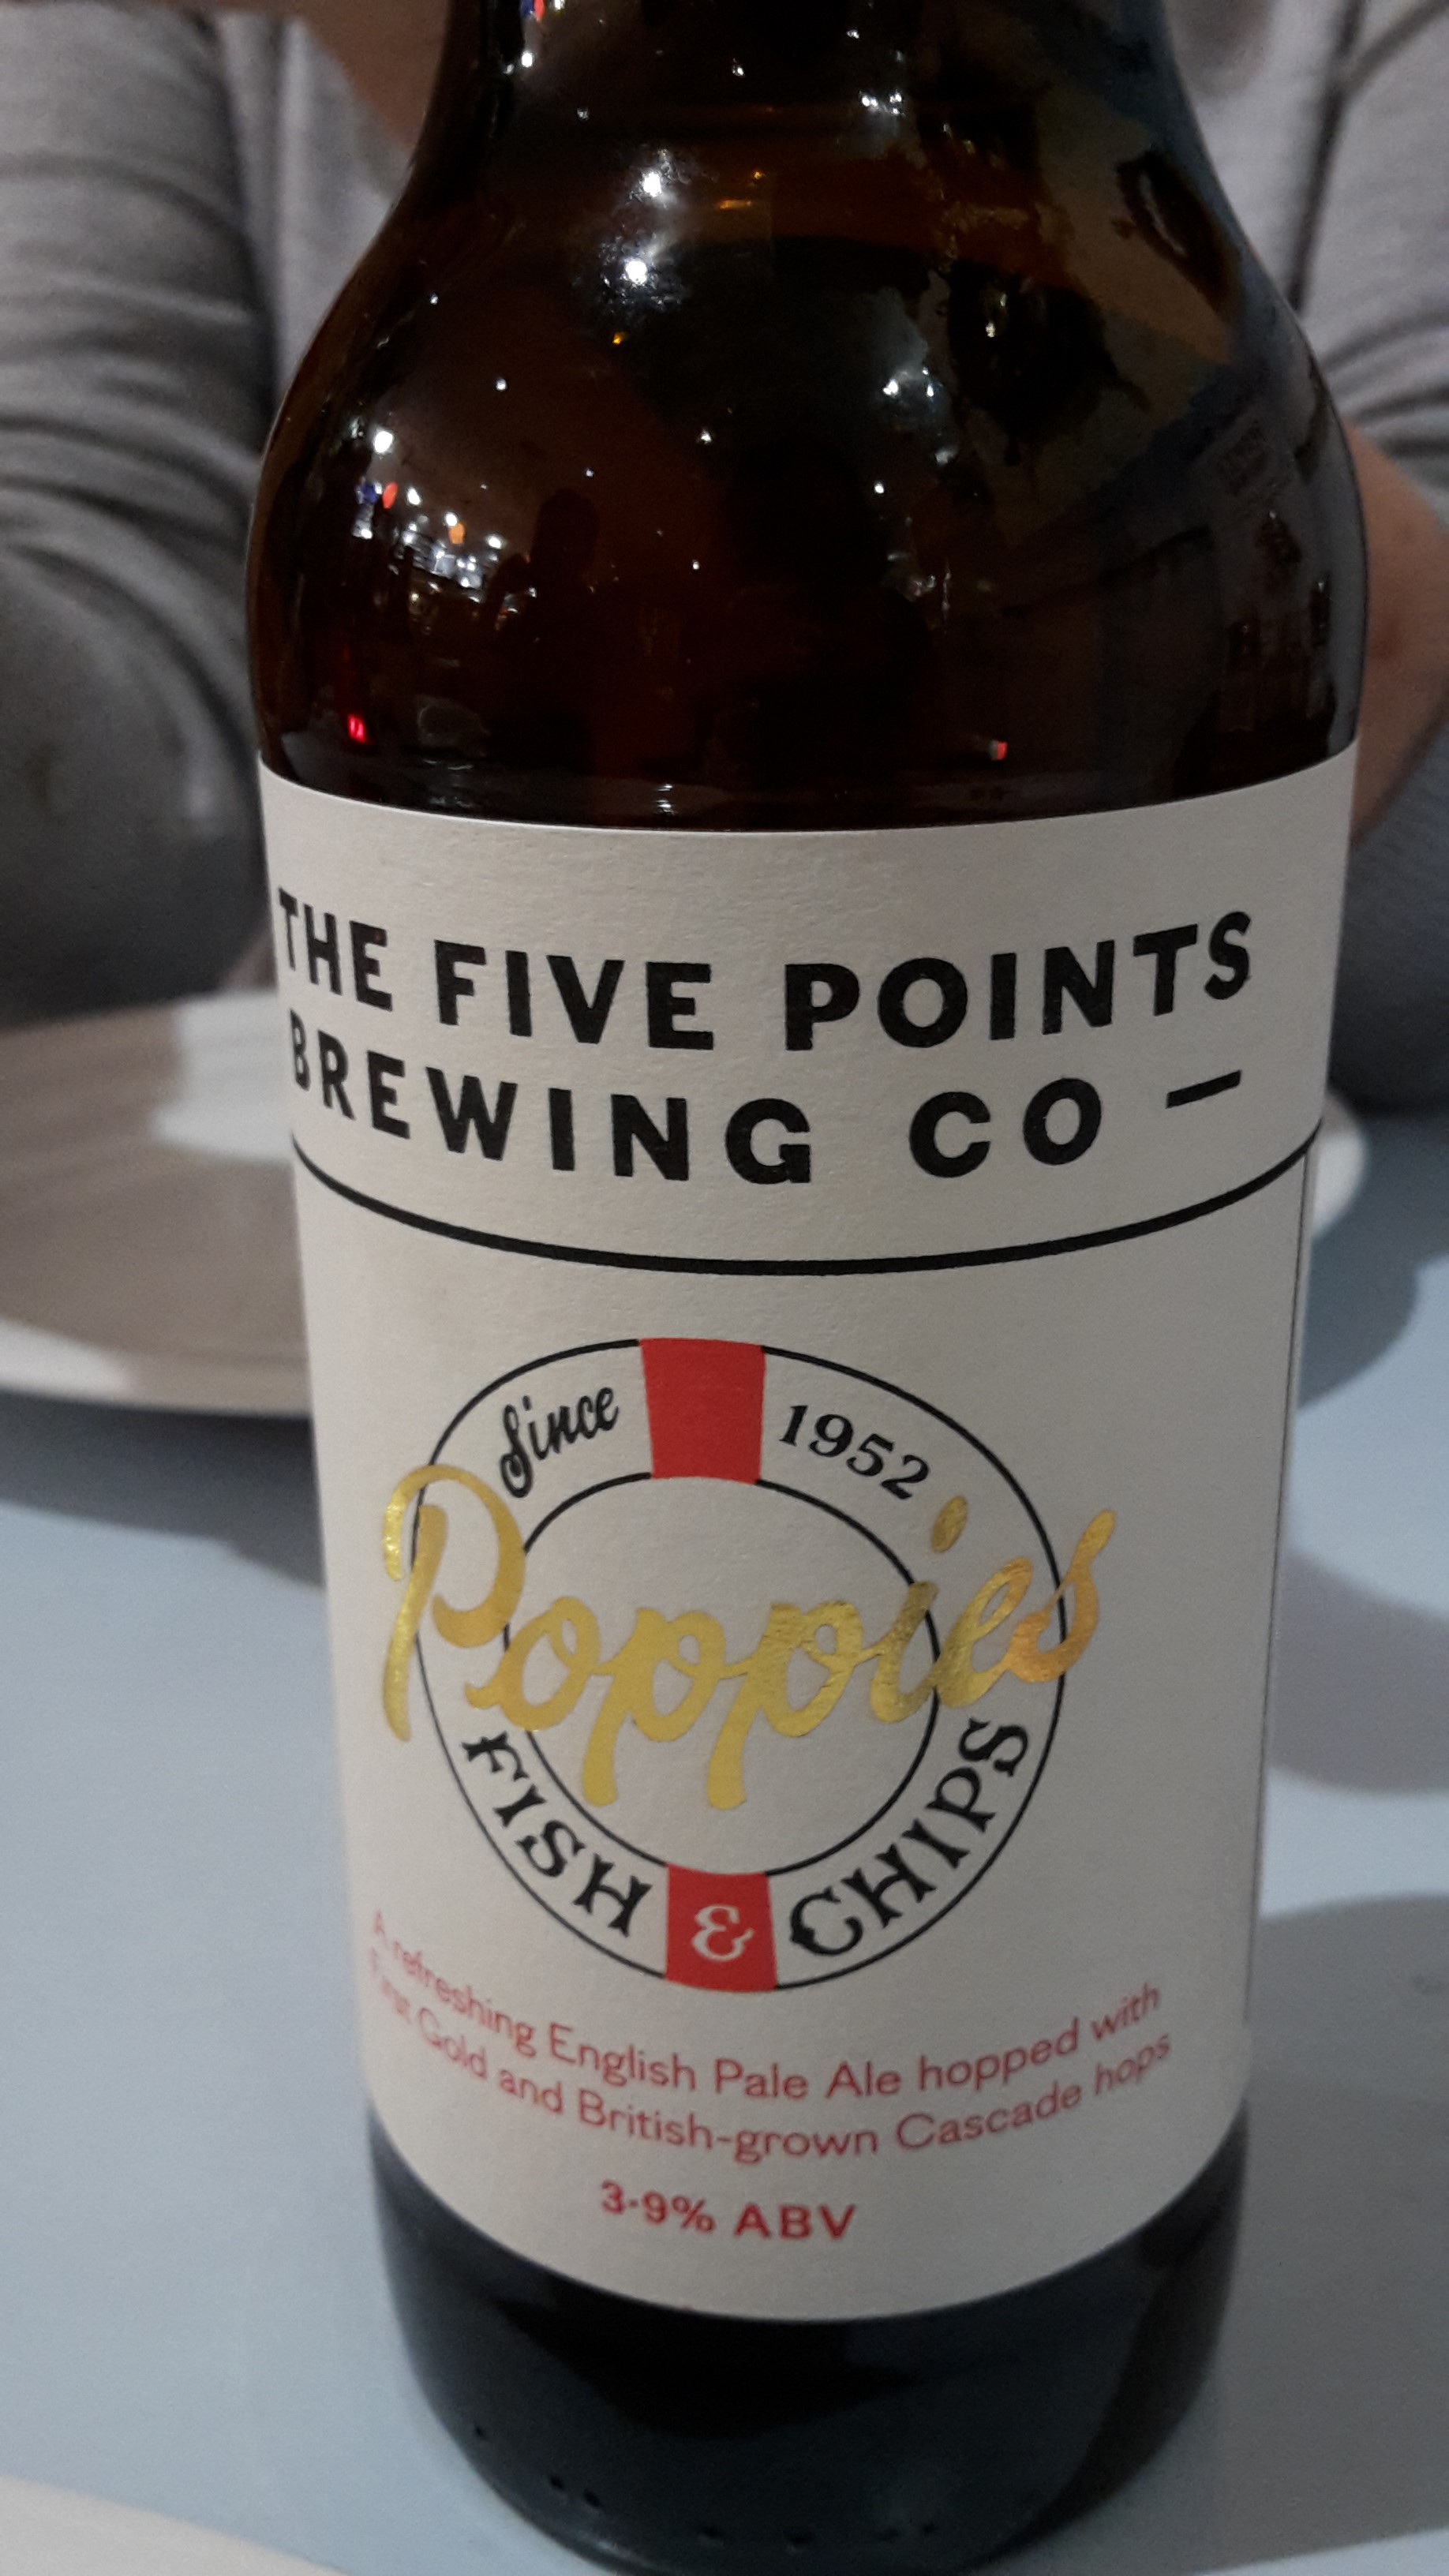 THE FIVE POINTS
BREWING CO —
Since 1952
Poppies
FISH & CHIPS
A refreshing English Pale Ale hopped with
First Gold and British-grown Cascade hops
3·9% ABV